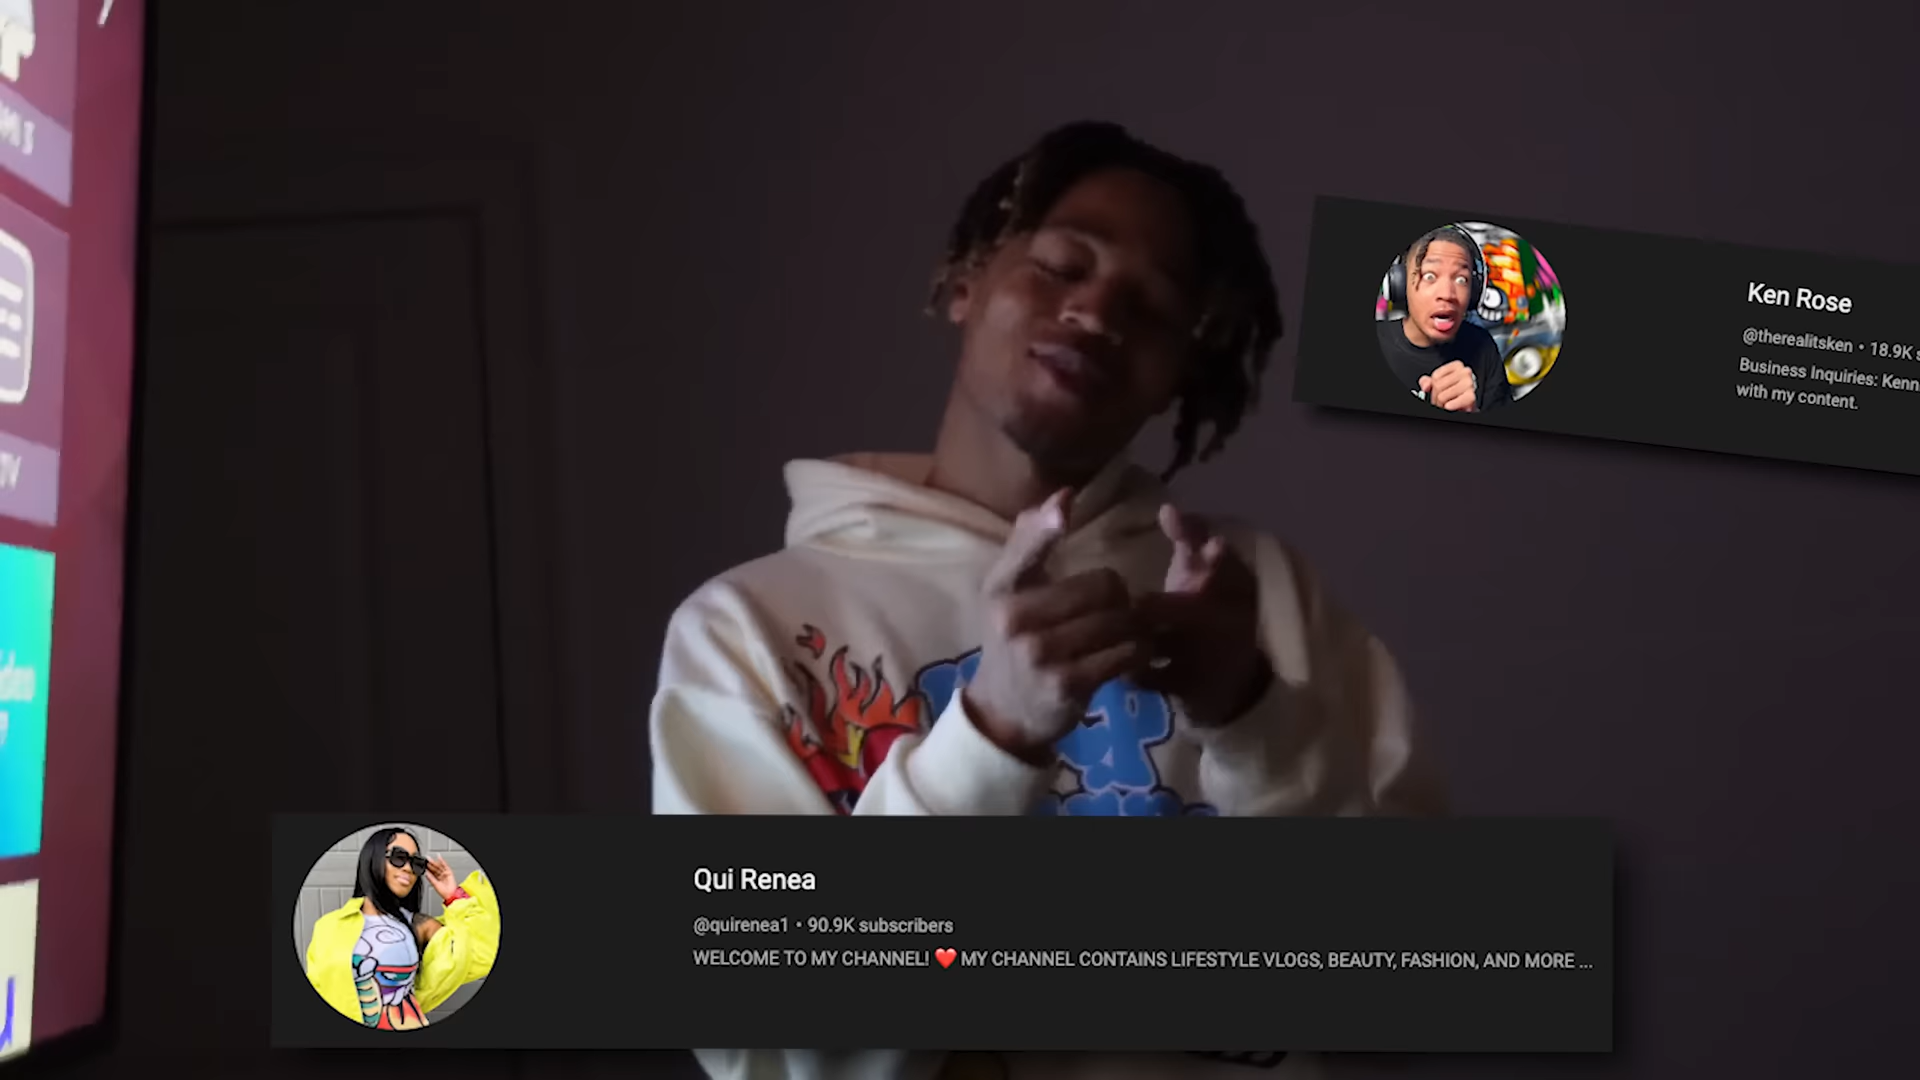 Ken Rose
@therealitsken • 18.9K
Business Inquiries:
with my content.
TV
Qui Renea
@quirenea1 • 90.9K subscribers
WELCOME TO MY CHANNEL! ❤️ MY CHANNEL CONTAINS LIFESTYLE VLOGS, BEAUTY, FASHION, AND MORE ...